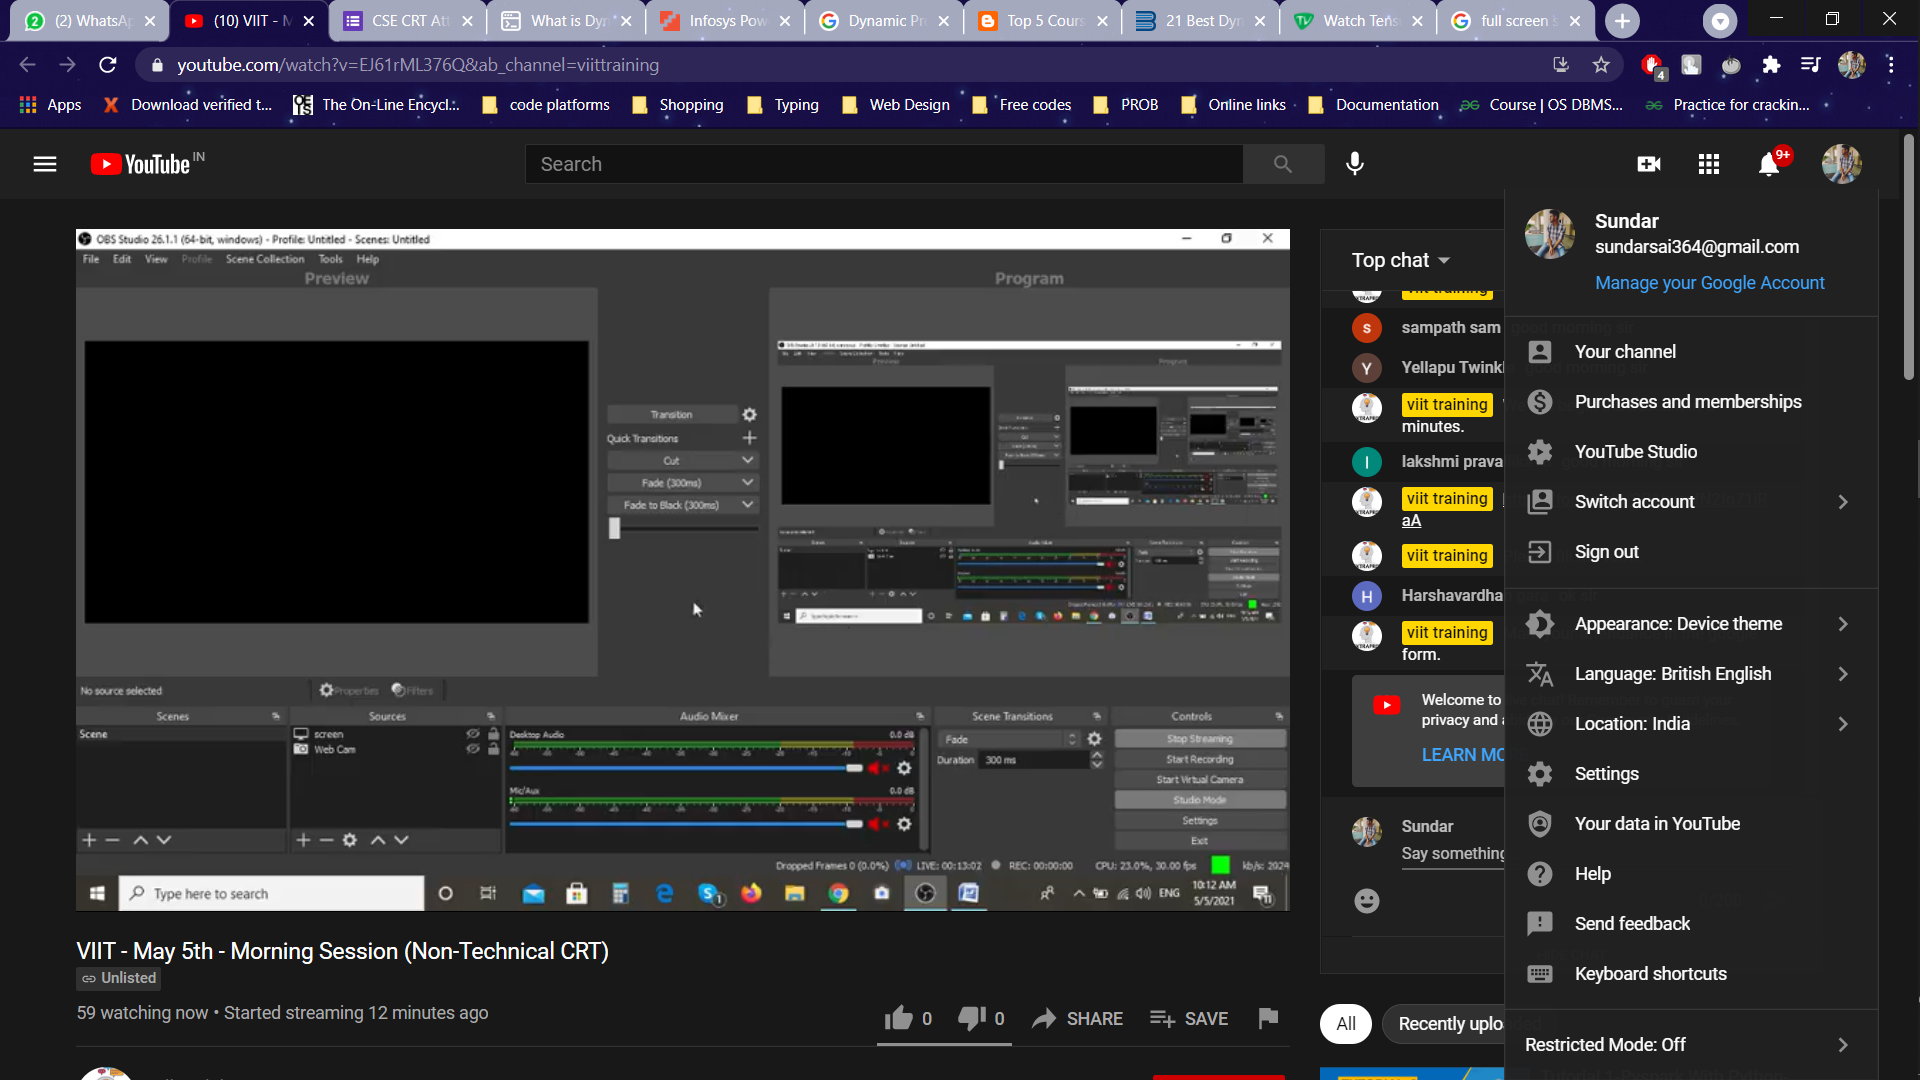 (2) WhatsA
(10) VIIT - M
CSE CRT Att
What is Dyn
Infosys Pow
Dynamic Pr
Top 5 Cours
21 Best Dyn
Watch Tens
full screen s
youtube.com/watch?v=EJ61rML376Q&ab_channel=viittraining
4
Apps
Download verified t...
The On-Line Encycl...
code platforms
Shopping
Typing
Web Design
Free codes
PROB
Online links
Documentation
Course | OS DBMS...
Practice for crackin...
YouTube IN
Search
9+
OBS Studio 26.1.1 (64-bit, windows) - Profile: Untitled - Scenes: Untitled
File Edit View Profile Scene Collection Tools Help
Preview
Program
Transition
Quick Transitions
Cut
Fade (300ms)
Fade to Black (300ms)
No source selected
Properties
Filters
Scenes
Sources
Audio Mixer
Scene Transitions
Controls
Scene
screen
Web Cam
Desktop Audio
0.0 dB
Mic/Aux
0.0 dB
Fade
Duration 300 ms
Stop Streaming
Start Recording
Start Virtual Camera
Studio Mode
Settings
Exit
Dropped Frames 0 (0.0%)
LIVE: 00:13:02
REC: 00:00:00
CPU: 23.0%, 30.00 fps
kb/s: 2024
Type here to search
ENG
10:12 AM
5/5/2021
VIIT - May 5th - Morning Session (Non-Technical CRT)
Unlisted
59 watching now • Started streaming 12 minutes ago
0
0
SHARE
SAVE
Top chat
viit training
sampath sam
Yellapu Twinkl
viit training
minutes.
lakshmi prava
viit training
aA
viit training
Harshavardha
viit training
form.
Welcome to
privacy and a
LEARN MO
Sundar
Say something
All
Recently uplo
Sundar
sundarsai364@gmail.com
Manage your Google Account
Your channel
Purchases and memberships
YouTube Studio
Switch account
Sign out
Appearance: Device theme
Language: British English
Location: India
Settings
Your data in YouTube
Help
Send feedback
Keyboard shortcuts
Restricted Mode: Off